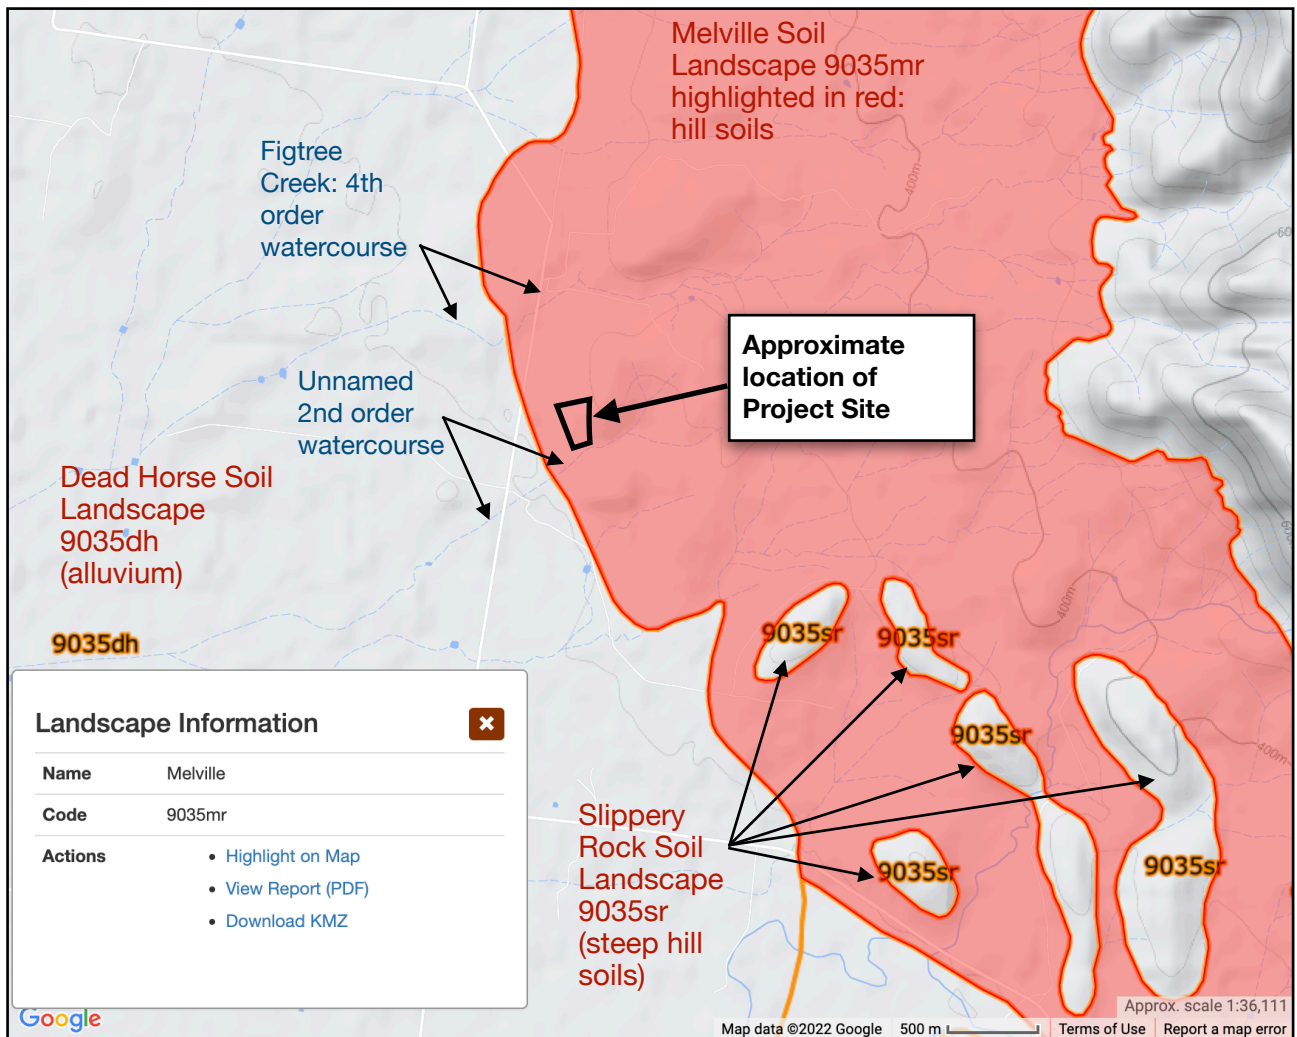 Melville Soil
Landscape 9035mr
highlighted in red:
hill soils
Figtree
Creek: 4th
order
watercourse
400m
60
Approximate
location of
Project Site
Unnamed
2nd order
watercourse
Dead Horse Soil
Landscape
9035dh
(alluvium)
9035dh
400m
9035sr
9035sr
9035sr
400m
9035sr
9035sr
Slippery
Rock Soil
Landscape
9035sr
(steep hill
soils)
Landscape Information
Name Melville
Code 9035mr
Actions
• Highlight on Map
• View Report (PDF)
• Download KMZ
Google
Approx. scale 1:36,111
Map data ©2022 Google 500 m Terms of Use Report a map error